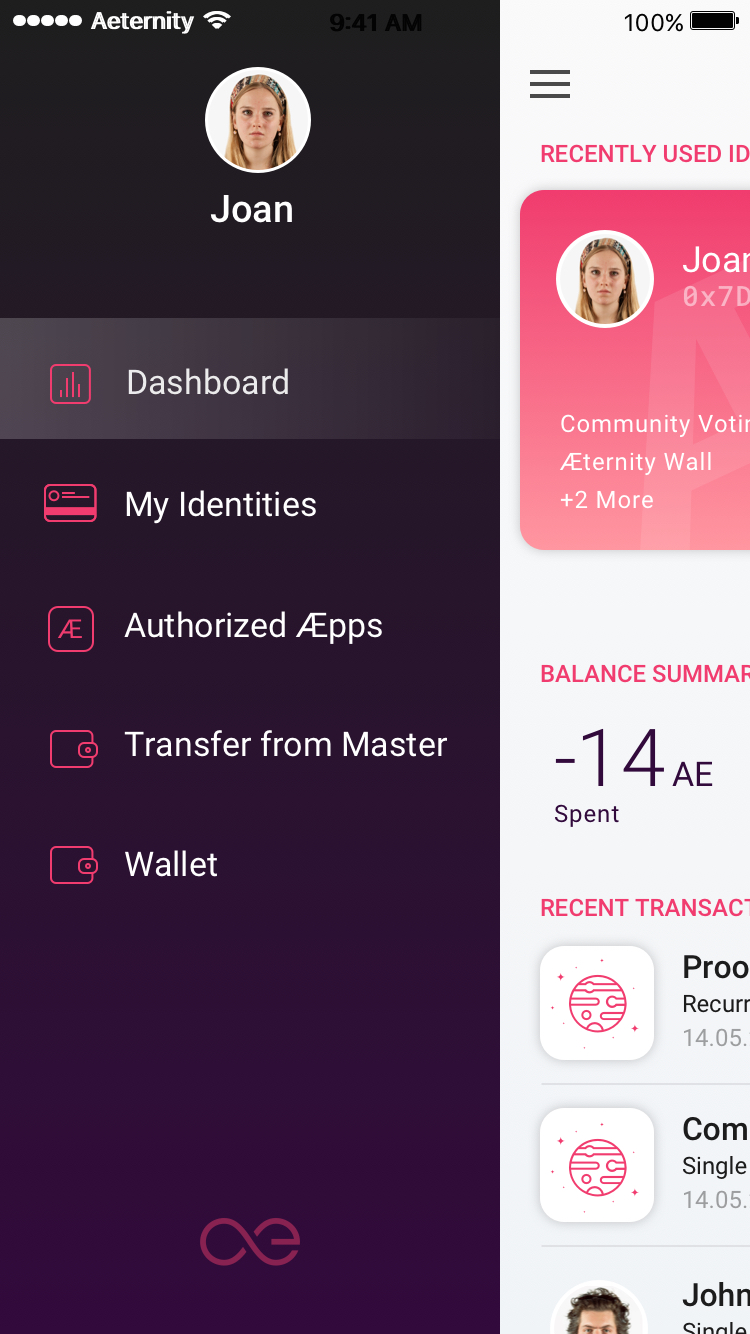 Aeternity
9:41 AM
100%
Joan
Dashboard
My Identities
Æ
Authorized Æpps
Transfer from Master
Wallet
RECENTLY USED ID
Joan
0x7D
Community Votin
Æternity Wall
+2 More
BALANCE SUMMAR
-14 AE
Spent
RECENT TRANSACT
Proo
Recurr
14.05.
Com
Single
14.05.
John
Single